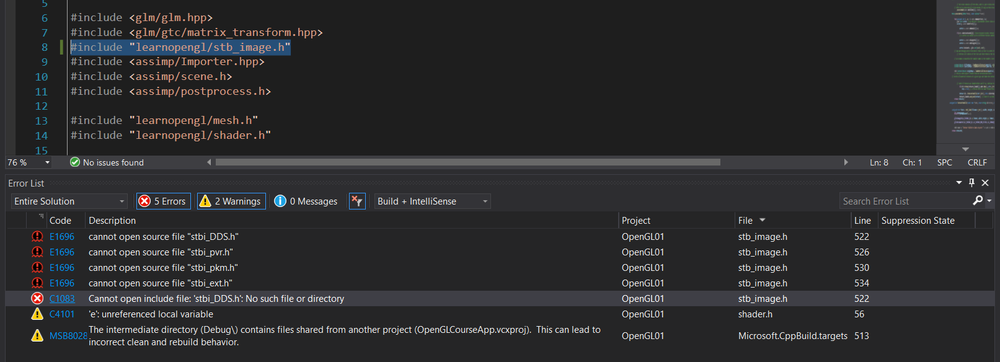 5
6 #include <glm/glm.hpp>
7 #include <glm/gtc/matrix_transform.hpp>
8 #include "learnopengl/stb_image.h"
9 #include <assimp/Importer.hpp>
10 #include <assimp/scene.h>
11 #include <assimp/postprocess.h>
12
13 #include "learnopengl/mesh.h"
14 #include "learnopengl/shader.h"
15
76 % No issues found Ln: 8 Ch: 1 SPC CRLF
Error List
Entire Solution 5 Errors 2 Warnings 0 Messages Build + IntelliSense Search Error List
Code Description Project File Line Suppression State
E1696 cannot open source file "stbi_DDS.h" OpenGL01 stb_image.h 522
E1696 cannot open source file "stbi_pvr.h" OpenGL01 stb_image.h 526
E1696 cannot open source file "stbi_pkm.h" OpenGL01 stb_image.h 530
E1696 cannot open source file "stbi_ext.h" OpenGL01 stb_image.h 534
C1083 Cannot open include file: 'stbi_DDS.h': No such file or directory OpenGL01 stb_image.h 522
C4101 'e': unreferenced local variable OpenGL01 shader.h 56
MSB8028 The intermediate directory (Debug\) contains files shared from another project (OpenGLCourseApp.vcxproj).  This can lead to
incorrect clean and rebuild behavior. OpenGL01 Microsoft.CppBuild.targets 513